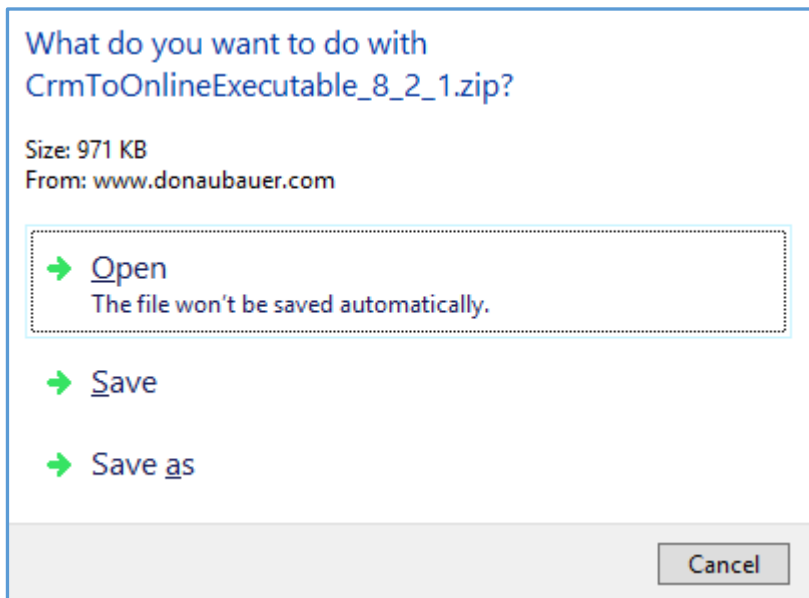 What do you want to do with
CrmToOnlineExecutable_8_2_1.zip?
Size: 971 KB
From: www.donaubauer.com
Open
The file won't be saved automatically.
Save
Save as
Cancel